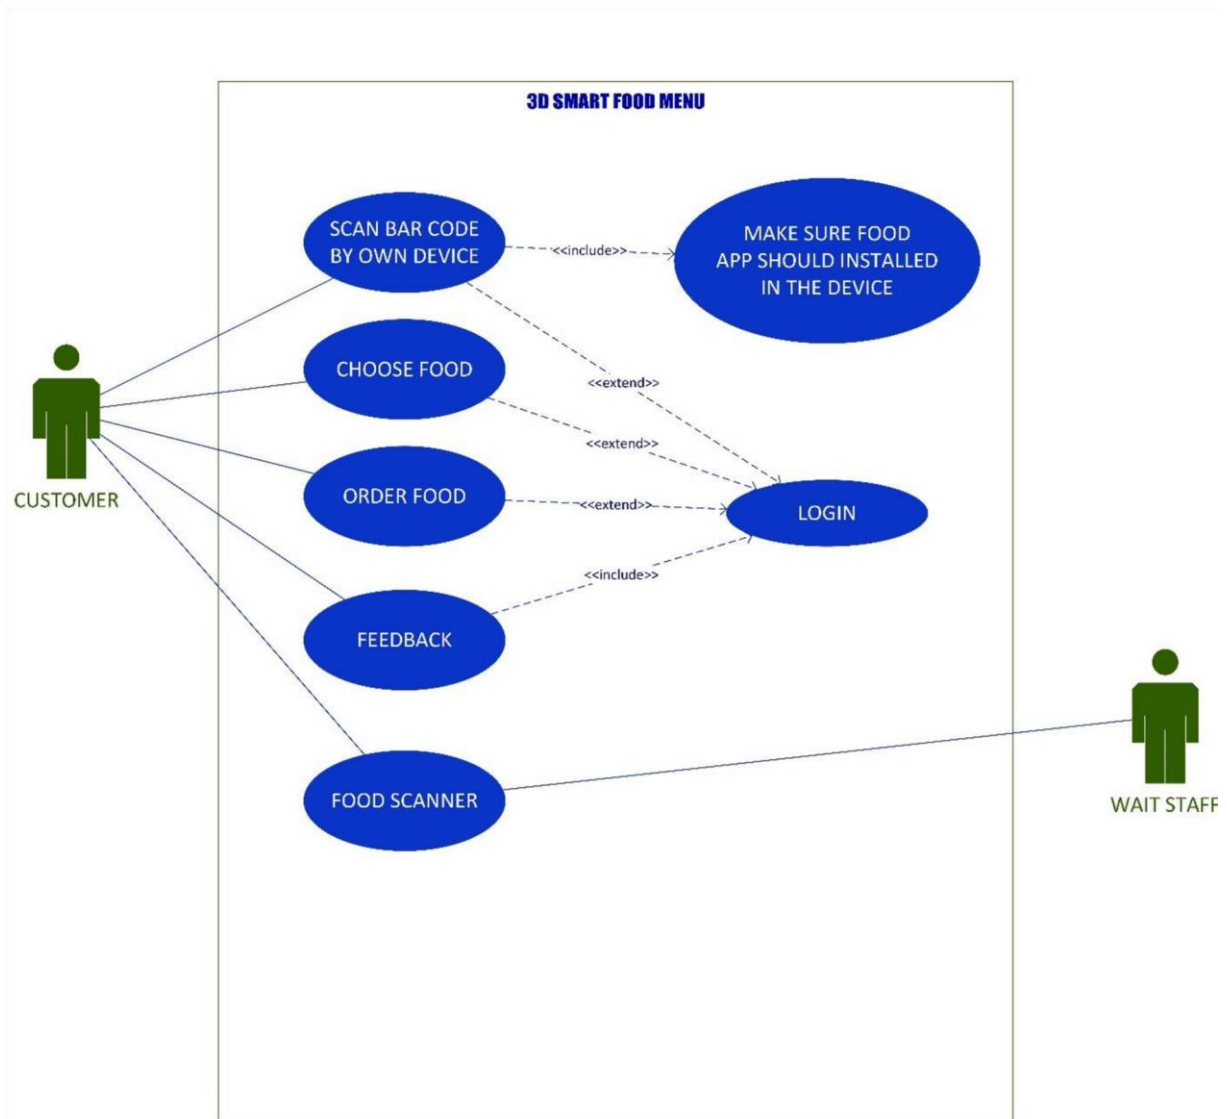 3D SMART FOOD MENU
SCAN BAR CODE
BY OWN DEVICE
<<include>>
MAKE SURE FOOD
APP SHOULD INSTALLED
IN THE DEVICE
CHOOSE FOOD
<<extend>>
<<extend>>
CUSTOMER
ORDER FOOD
<<extend>>
LOGIN
<<include>>
FEEDBACK
FOOD SCANNER
WAIT STAFF